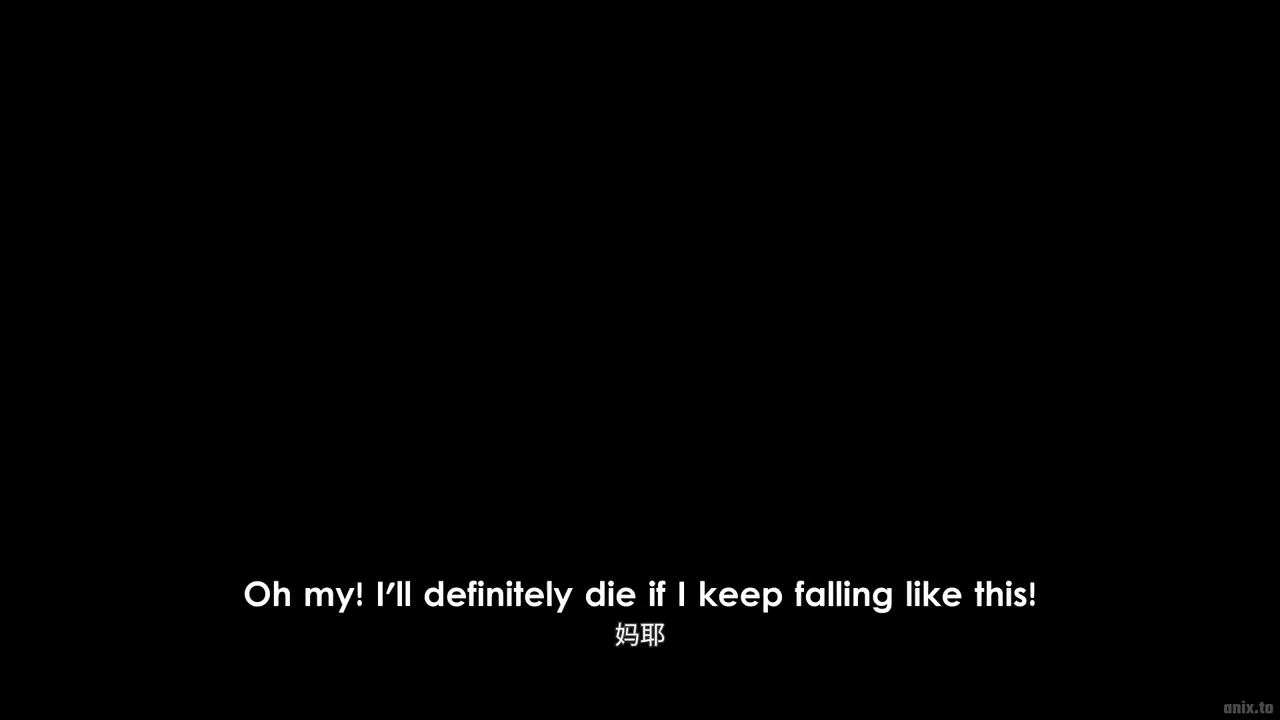 Oh my! I'll definitely die if I keep falling like this!
妈耶
anix.to